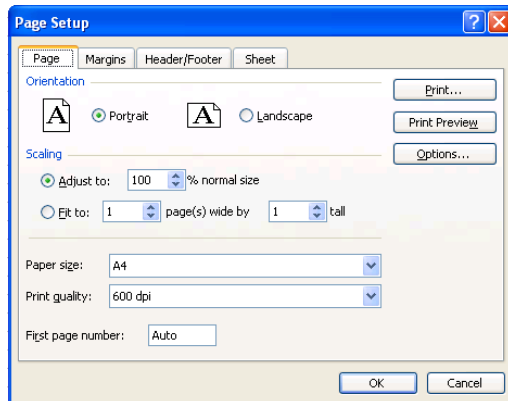 Page Setup
Page Margins Header/Footer Sheet
Orientation
Print...
A Portrait A Landscape
Print Preview
Scaling
Options...
Adjust to: 100 % normal size
Fit to: 1 page(s) wide by 1 tall
Paper size: A4
Print quality: 600 dpi
First page number: Auto
OK Cancel